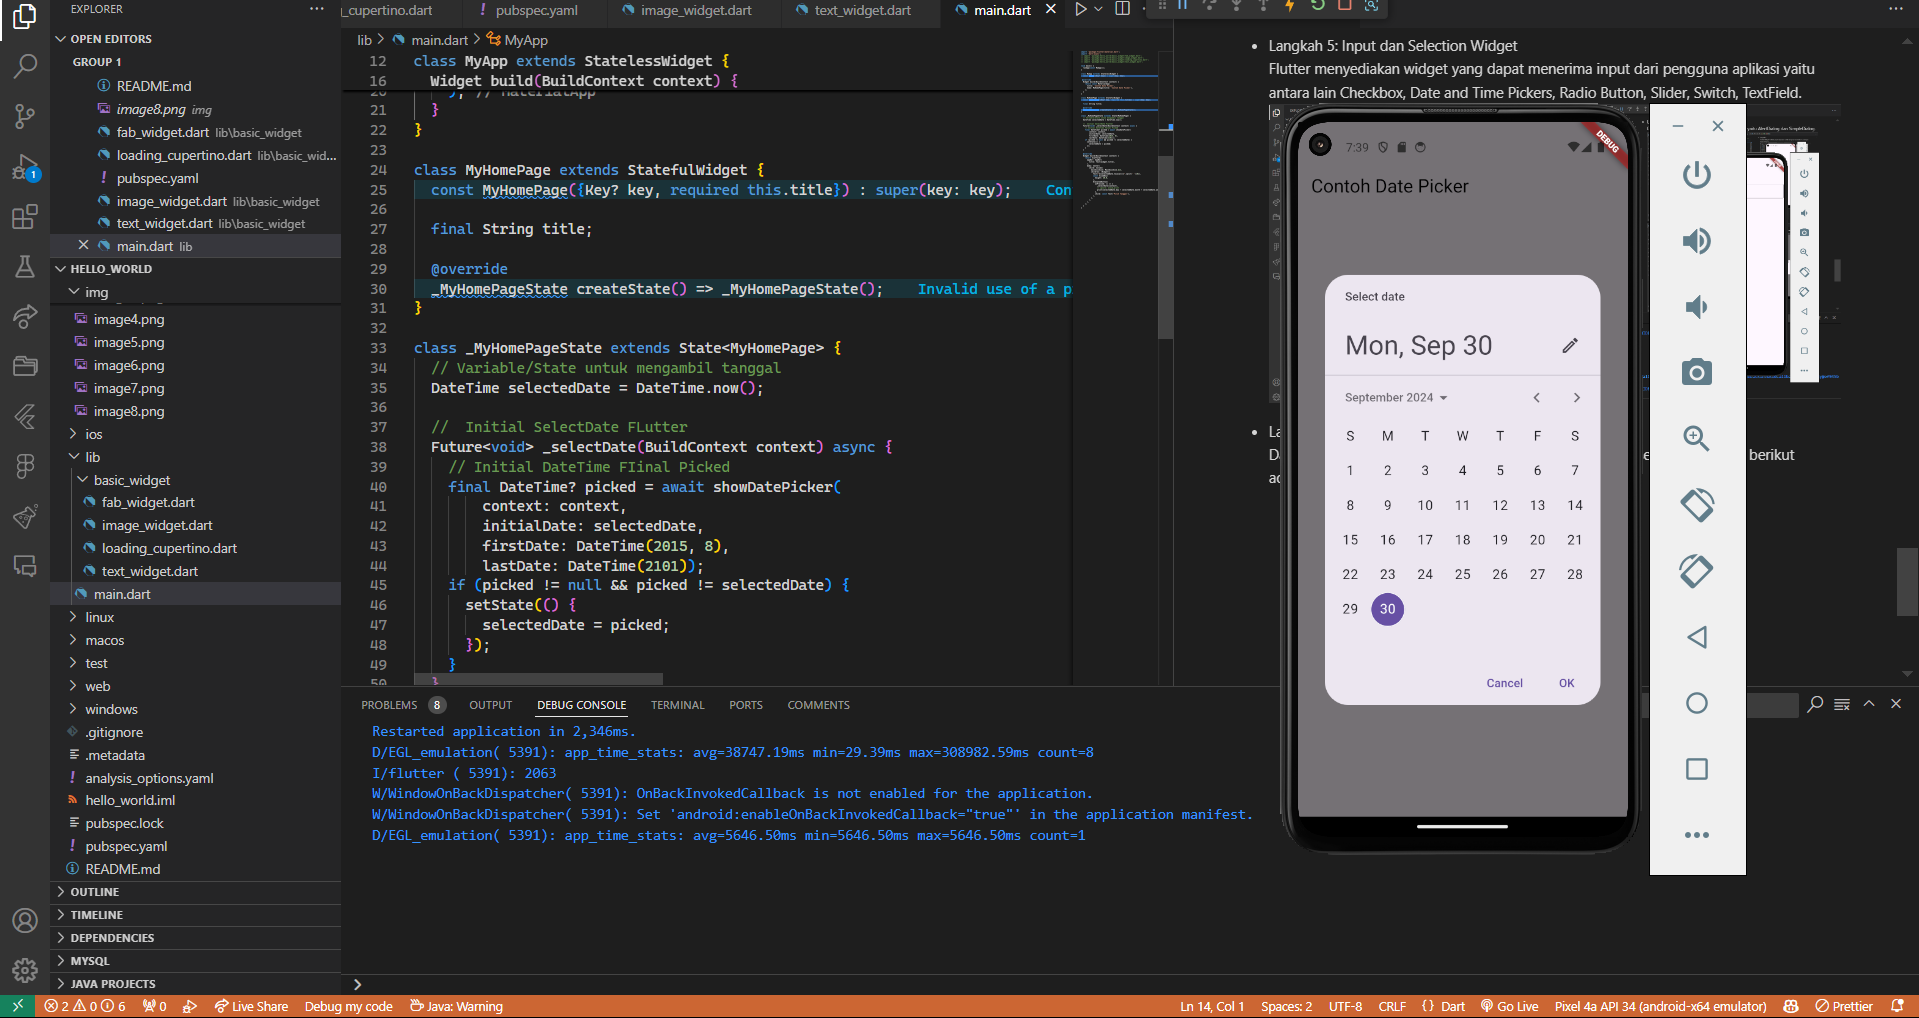 EXPLORER
OPEN EDITORS
GROUP 1
README.md
image8.png img
fab_widget.dart lib\basic_widget
loading_cupertino.dart lib\basic_wid...
pubspec.yaml
image_widget.dart lib\basic_widget
text_widget.dart lib\basic_widget
main.dart lib
HELLO_WORLD
img
image4.png
image5.png
image6.png
image7.png
image8.png
ios
lib
basic_widget
fab_widget.dart
image_widget.dart
loading_cupertino.dart
text_widget.dart
main.dart
linux
macos
test
web
windows
.gitignore
.metadata
analysis_options.yaml
hello_world.iml
pubspec.lock
pubspec.yaml
README.md
OUTLINE
TIMELINE
DEPENDENCIES
MYSQL
JAVA PROJECTS
1
_cupertino.dart
pubspec.yaml
image_widget.dart
text_widget.dart
main.dart
lib > main.dart > MyApp
12 class MyApp extends StatelessWidget {
16 Widget build(BuildContext context) {
20 ); // MaterialApp
21 }
22 }
23
24 class MyHomePage extends StatefulWidget {
25 const MyHomePage({Key? key, required this.title}) : super(key: key); Con
26
27 final String title;
28
29 @override
30 _MyHomePageState createState() => _MyHomePageState(); Invalid use of a p
31 }
32
33 class _MyHomePageState extends State<MyHomePage> {
34 // Variable/State untuk mengambil tanggal
35 DateTime selectedDate = DateTime.now();
36
37 //  Initial SelectDate FLutter
38 Future<void> _selectDate(BuildContext context) async {
39 // Initial DateTime FIinal Picked
40 final DateTime? picked = await showDatePicker(
41 context: context,
42 initialDate: selectedDate,
43 firstDate: DateTime(2015, 8),
44 lastDate: DateTime(2101));
45 if (picked != null && picked != selectedDate) {
46 setState(() {
47 selectedDate = picked;
48 });
49 }
50 }
Langkah 5: Input dan Selection Widget
Flutter menyediakan widget yang dapat menerima input dari pengguna aplikasi yaitu
antara lain Checkbox, Date and Time Pickers, Radio Button, Slider, Switch, TextField.
La
Da
berikut
ac
7:39
DEBUG
Contoh Date Picker
Select date
Mon, Sep 30
September 2024
S M T W T F S
1 2 3 4 5 6 7
8 9 10 11 12 13 14
15 16 17 18 19 20 21
22 23 24 25 26 27 28
29 30
Cancel OK
PROBLEMS 8 OUTPUT DEBUG CONSOLE TERMINAL PORTS COMMENTS
Restarted application in 2,346ms.
D/EGL_emulation( 5391): app_time_stats: avg=38747.19ms min=29.39ms max=308982.59ms count=8
I/flutter ( 5391): 2063
W/WindowOnBackDispatcher( 5391): OnBackInvokedCallback is not enabled for the application.
W/WindowOnBackDispatcher( 5391): Set 'android:enableOnBackInvokedCallback="true"' in the application manifest.
D/EGL_emulation( 5391): app_time_stats: avg=5646.50ms min=5646.50ms max=5646.50ms count=1
2 0 6 0 Live Share Debug my code Java: Warning Ln 14, Col 1 Spaces: 2 UTF-8 CRLF {} Dart Go Live Pixel 4a API 34 (android-x64 emulator) Prettier